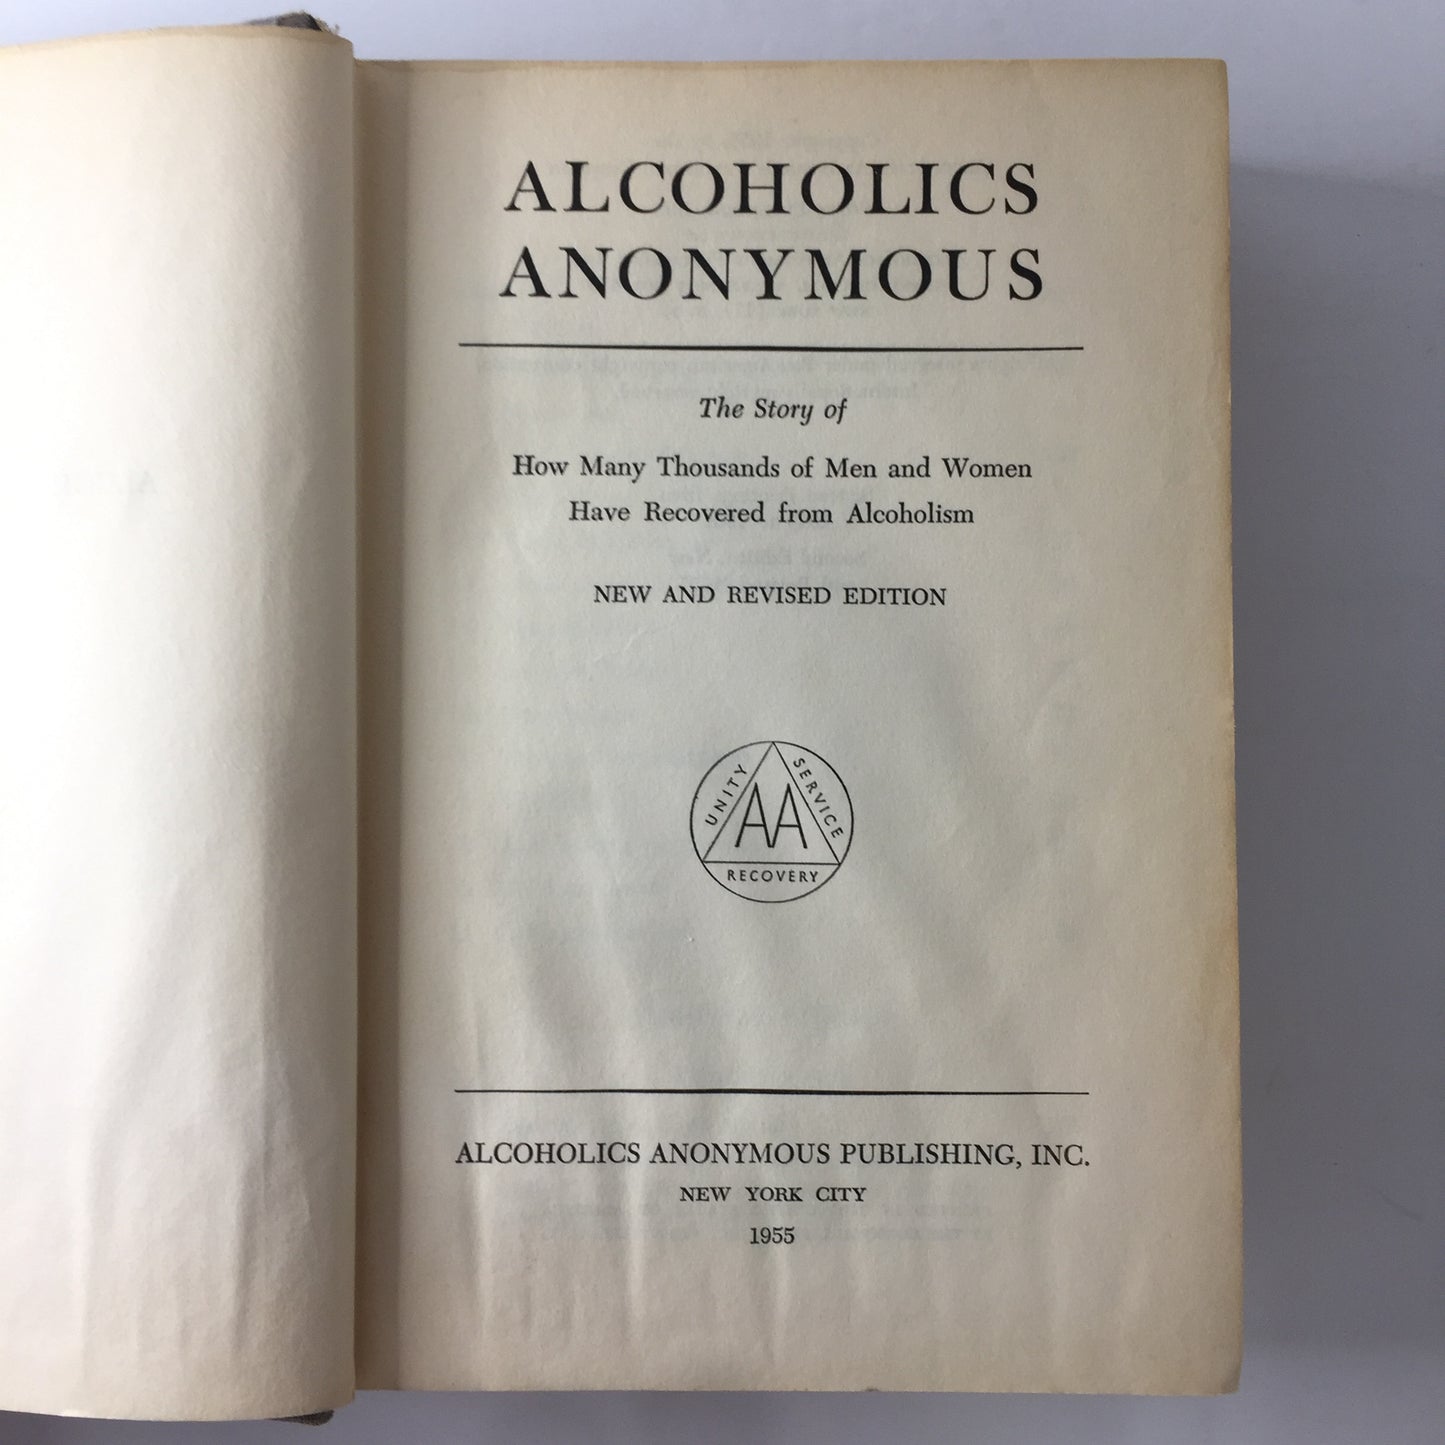 ALCOHOLICS
ANONYMOUS
The Story of
How Many Thousands of Men and Women
Have Recovered from Alcoholism
NEW AND REVISED EDITION
UNITY
SERVICE
AA
RECOVERY
ALCOHOLICS ANONYMOUS PUBLISHING, INC.
NEW YORK CITY
1955